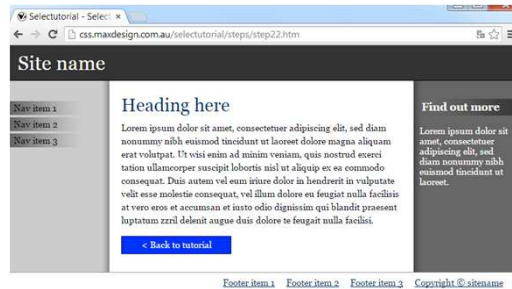 Selectutorial - Select
css.maxdesign.com.au/selectutorial/steps/step22.htm
Site name
Nav item 1
Nav item 2
Nav item 3
Heading here
Lorem ipsum dolor sit amet, consectetuer adipiscing elit, sed diam
nonummy nibh euismod tincidunt ut laoreet dolore magna aliquam
erat volutpat. Ut wisi enim ad minim veniam, quis nostrud exerci
tation ullamcorper suscipit lobortis nisl ut aliquip ex ea commodo
consequat. Duis autem vel eum iriure dolor in hendrerit in vulputate
velit esse molestie consequat, vel illum dolore eu feugiat nulla facilisis
at vero eros et accumsan et iusto odio dignissim qui blandit praesent
luptatum zzril delenit augue duis dolore te feugait nulla facilisi.
< Back to tutorial
Find out more
Lorem ipsum dolor sit
amet, consectetuer
adipiscing elit, sed
diam nonummy nibh
euismod tincidunt ut
laoreet.
Footer item 1 Footer item 2 Footer item 3 Copyright © sitename